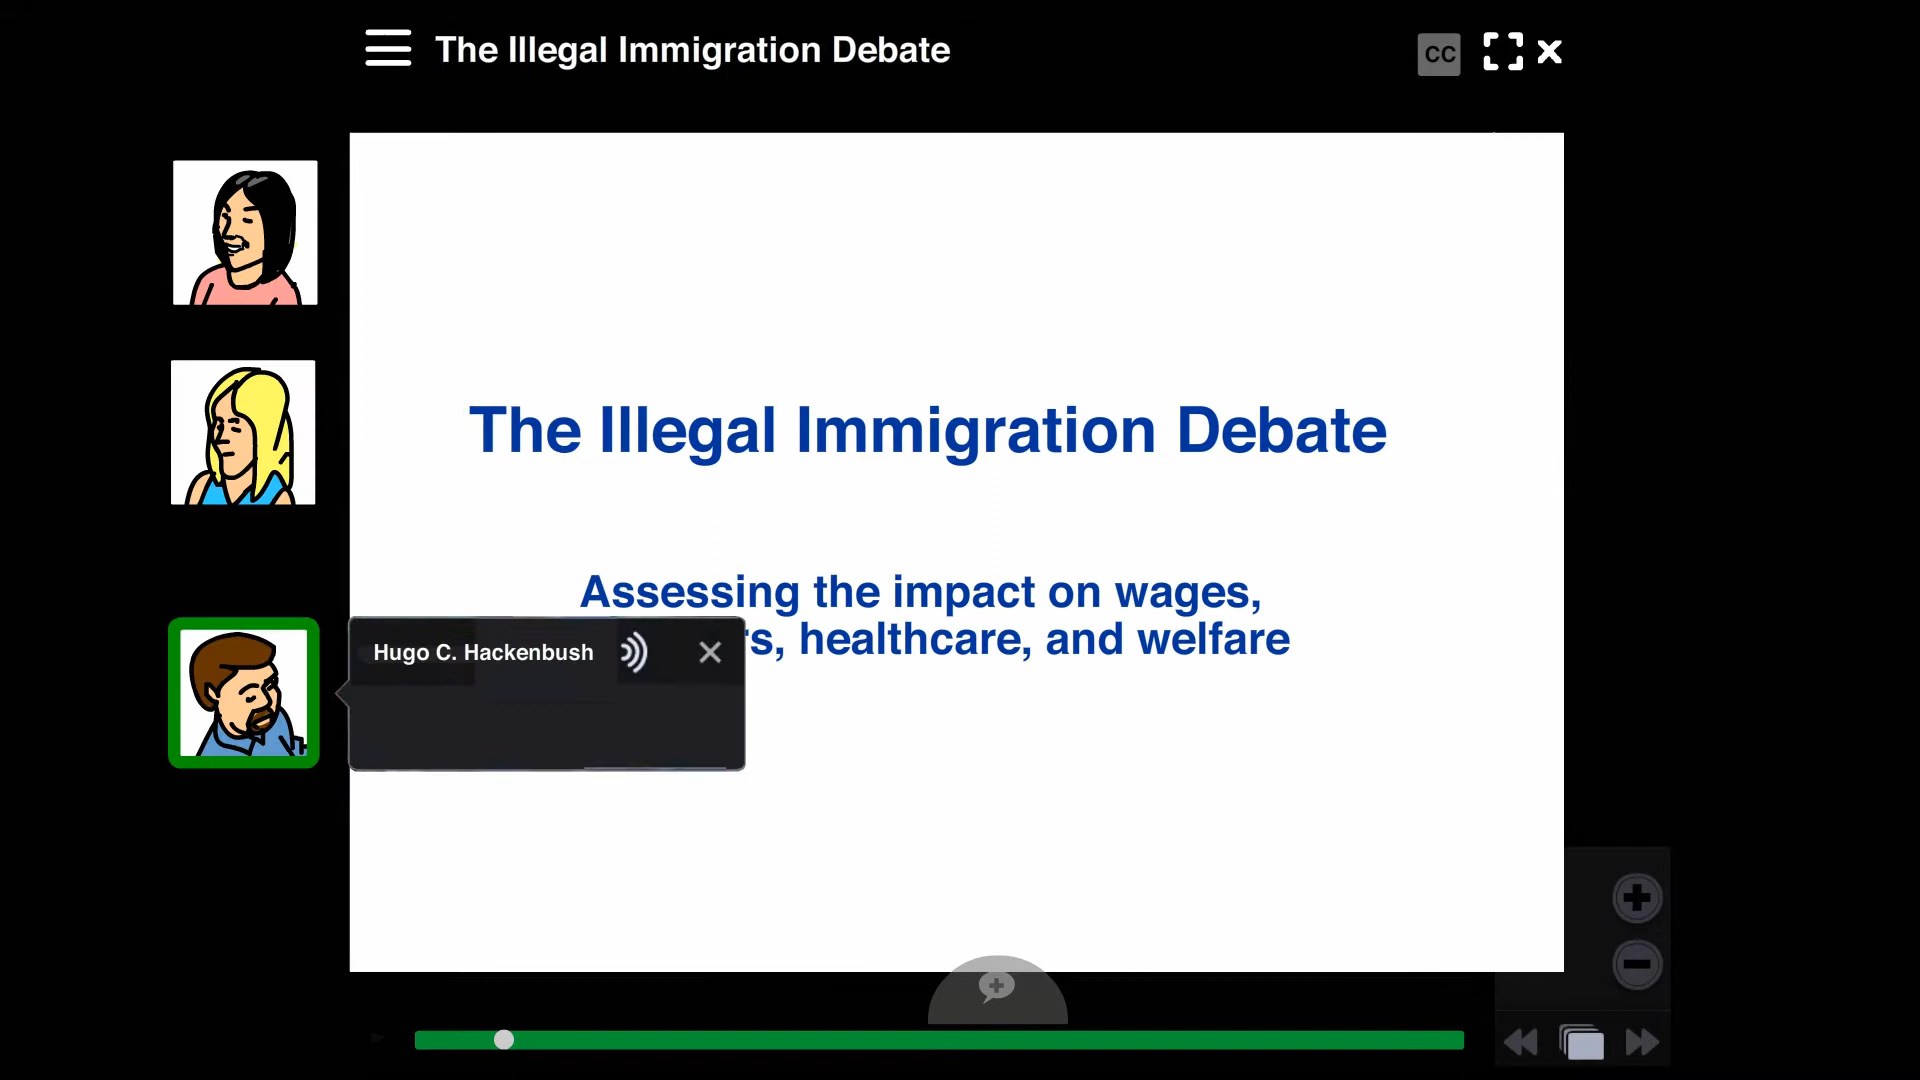 The Illegal Immigration Debate
CC
The Illegal Immigration Debate
Assessing the impact on wages,
healthcare, and welfare
Hugo C. Hackenbush